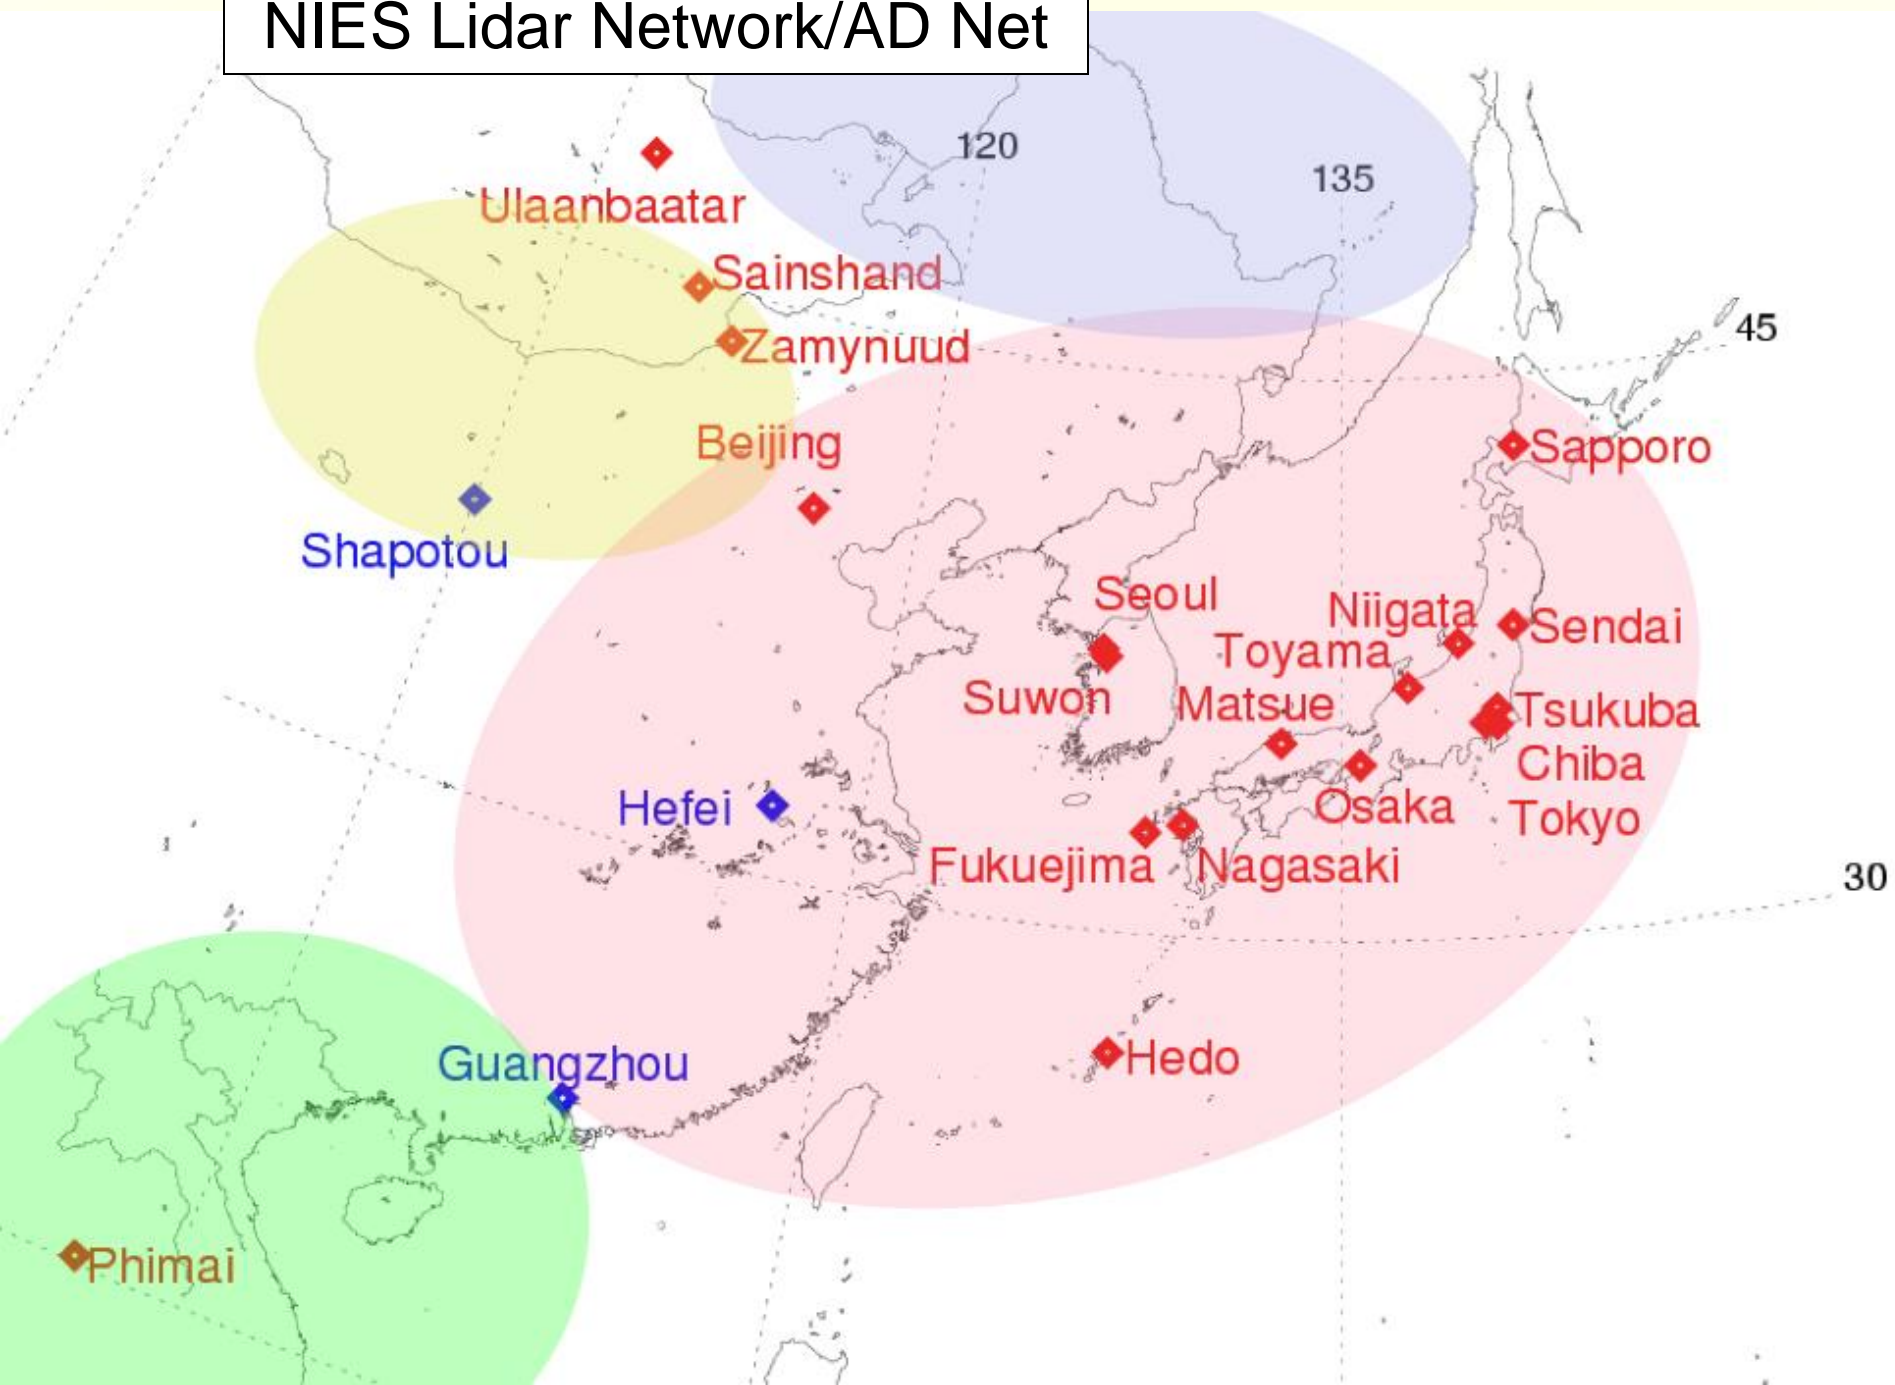 NIES Lidar Network/AD Net
120
135
Ulaanbaatar
Sainshand
Zamynuud
45
Beijing
Sapporo
Shapotou
Seoul
Niigata
Sendai
Toyama
Suwon
Matsue
Tsukuba
Chiba
Hefei
Osaka
Tokyo
Fukuejima
Nagasaki
30
Guangzhou
Hedo
Phimai